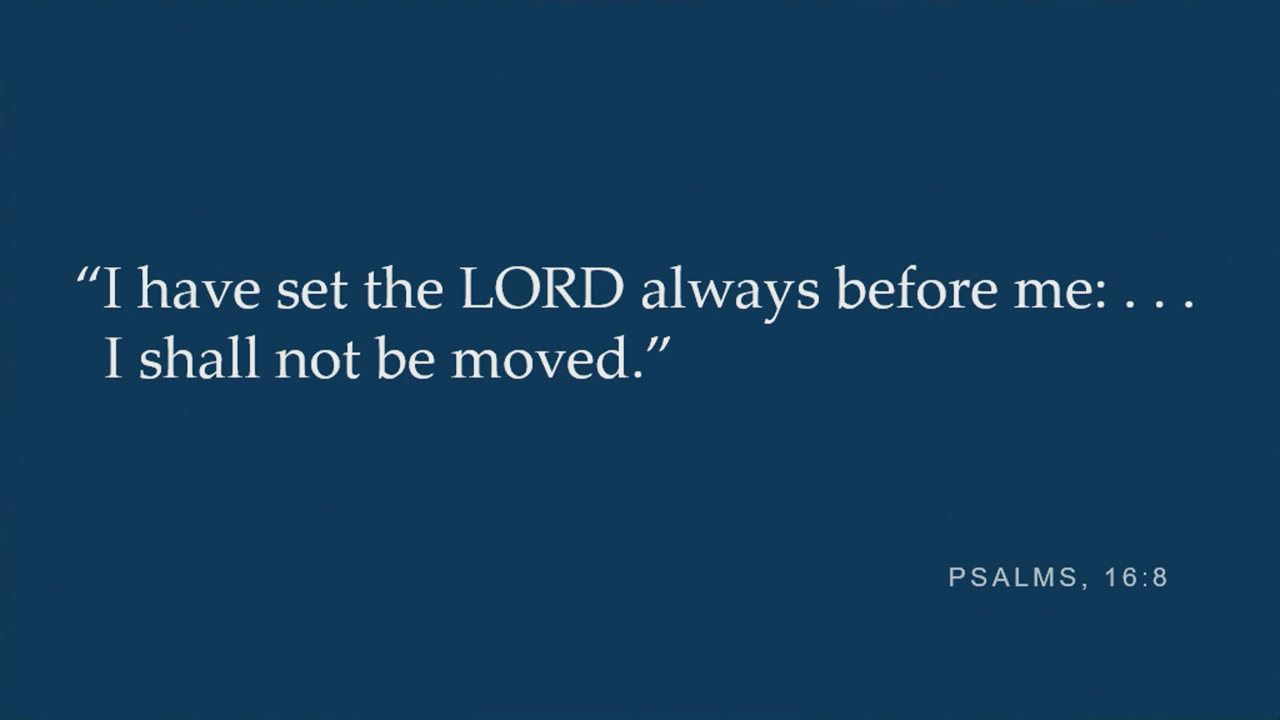 “I have set the LORD always before me: . . .
I shall not be moved.”
PSALMS, 16:8